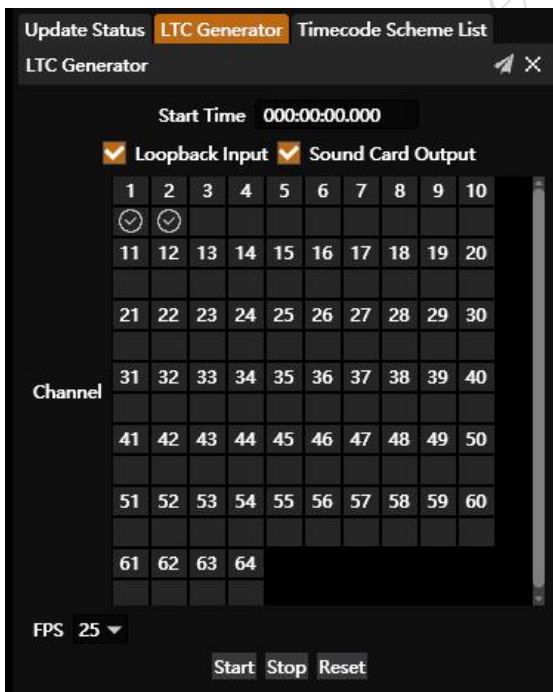 Update Status LTC Generator Timecode Scheme List
LTC Generator
Start Time 000:00:00.000
Loopback Input Sound Card Output
1 2 3 4 5 6 7 8 9 10
11 12 13 14 15 16 17 18 19 20
21 22 23 24 25 26 27 28 29 30
Channel
31 32 33 34 35 36 37 38 39 40
41 42 43 44 45 46 47 48 49 50
51 52 53 54 55 56 57 58 59 60
61 62 63 64
FPS 25
Start Stop Reset